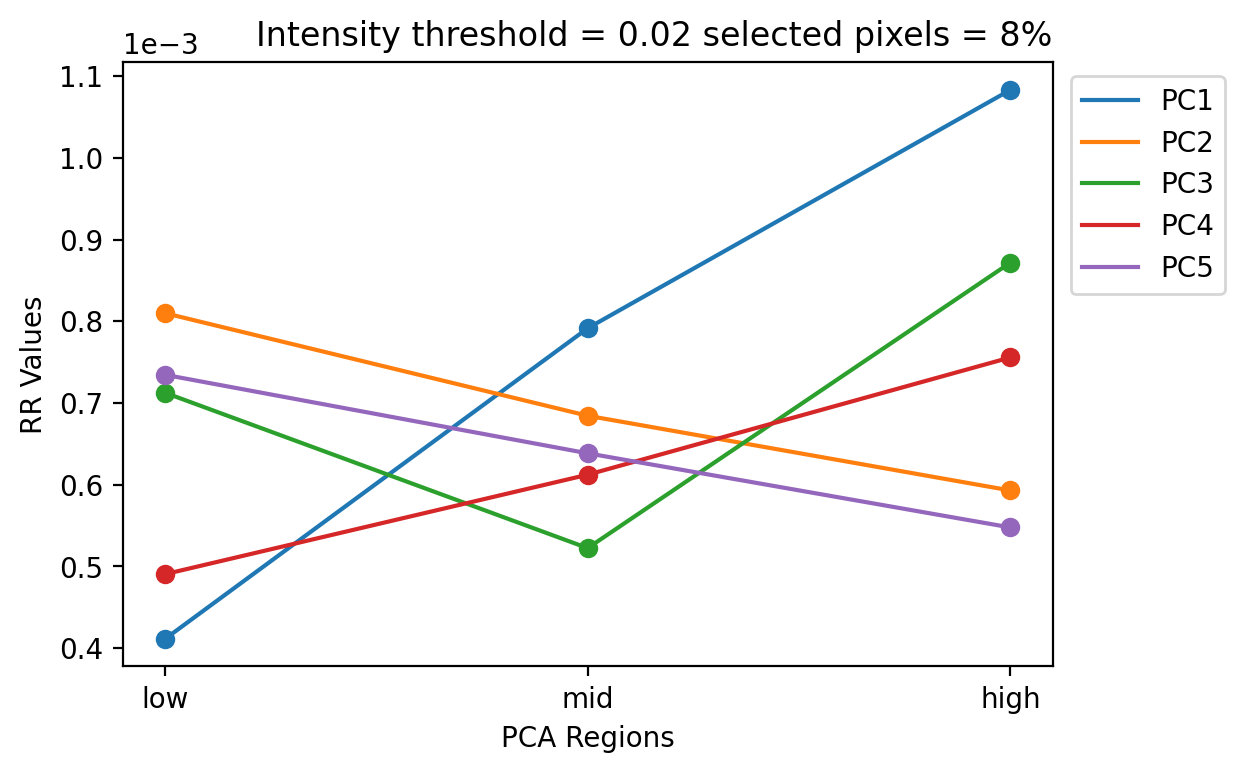 Intensity threshold = 0.02 selected pixels = 8%
1e−3
1.1
1.0
0.9
0.8
0.7
0.6
0.5
0.4
RR Values
low
mid
high
PCA Regions
PC1
PC2
PC3
PC4
PC5